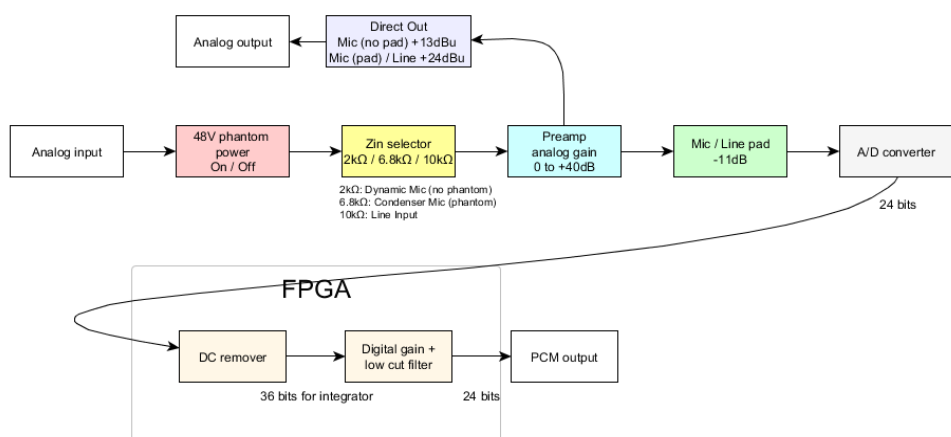 Direct Out
Mic (no pad) +13dBu
Mic (pad) / Line +24dBu
Analog output
Analog input
48V phantom
power
On / Off
Zin selector
2kΩ / 6.8kΩ / 10kΩ
Preamp
analog gain
0 to +40dB
Mic / Line pad
-11dB
A/D converter
2kΩ: Dynamic Mic (no phantom)
6.8kΩ: Condenser Mic (phantom)
10kΩ: Line Input
24 bits
FPGA
DC remover
Digital gain +
low cut filter
PCM output
36 bits for integrator
24 bits